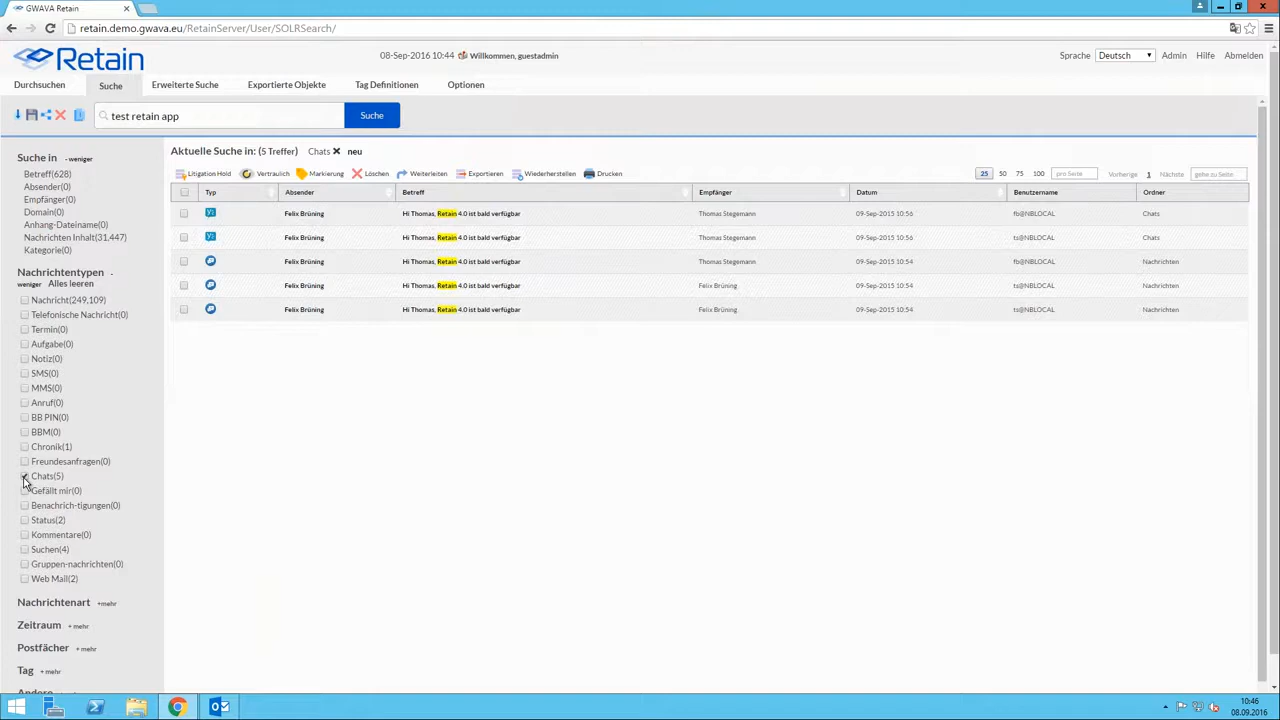 GWAVA Retain
retain.demo.gwava.eu/RetainServer/User/SOLRSearch/
Retain
08-Sep-2016 10:44 Willkommen, guestadmin
Sprache Deutsch Admin Hilfe Abmelden
Durchsuchen Suche Erweiterte Suche Exportierte Objekte Tag Definitionen Optionen
test retain app Suche
Suche in - weniger
Betreff(628)
Absender(0)
Empfänger(0)
Domain(0)
Anhang-Dateiname(0)
Nachrichten Inhalt(31,447)
Kategorie(0)
Nachrichtentypen -
weniger Alles leeren
Nachricht(249,109)
Telefonische Nachricht(0)
Termin(0)
Aufgabe(0)
Notiz(0)
SMS(0)
MMS(0)
Anruf(0)
BB PIN(0)
BBM(0)
Chronik(1)
Freundesanfragen(0)
Chats(5)
Gefällt mir(0)
Benachrich-tigungen(0)
Status(2)
Kommentare(0)
Suchen(4)
Gruppen-nachrichten(0)
Web Mail(2)
Nachrichtenart +mehr
Zeitraum + mehr
Postfächer + mehr
Tag + mehr
Andere
Aktuelle Suche in: (5 Treffer) Chats ✖ neu
Litigation Hold Vertraulich Markierung Löschen Weiterleiten Exportieren Wiederherstellen Drucken 25 50 75 100 pro Seite Vorherige 1 Nächste gehe zu Seite
Typ Absender Betreff Empfänger Datum Benutzername Ordner
Felix Brüning Hi Thomas, Retain 4.0 ist bald verfügbar Thomas Stegemann 09-Sep-2015 10:56 fb@NBLOCAL Chats
Felix Brüning Hi Thomas, Retain 4.0 ist bald verfügbar Thomas Stegemann 09-Sep-2015 10:56 ts@NBLOCAL Chats
Felix Brüning Hi Thomas, Retain 4.0 ist bald verfügbar Thomas Stegemann 09-Sep-2015 10:54 fb@NBLOCAL Nachrichten
Felix Brüning Hi Thomas, Retain 4.0 ist bald verfügbar Felix Brüning 09-Sep-2015 10:54 ts@NBLOCAL Nachrichten
Felix Brüning Hi Thomas, Retain 4.0 ist bald verfügbar Felix Brüning 09-Sep-2015 10:54 ts@NBLOCAL Nachrichten
10:46
08.09.2016